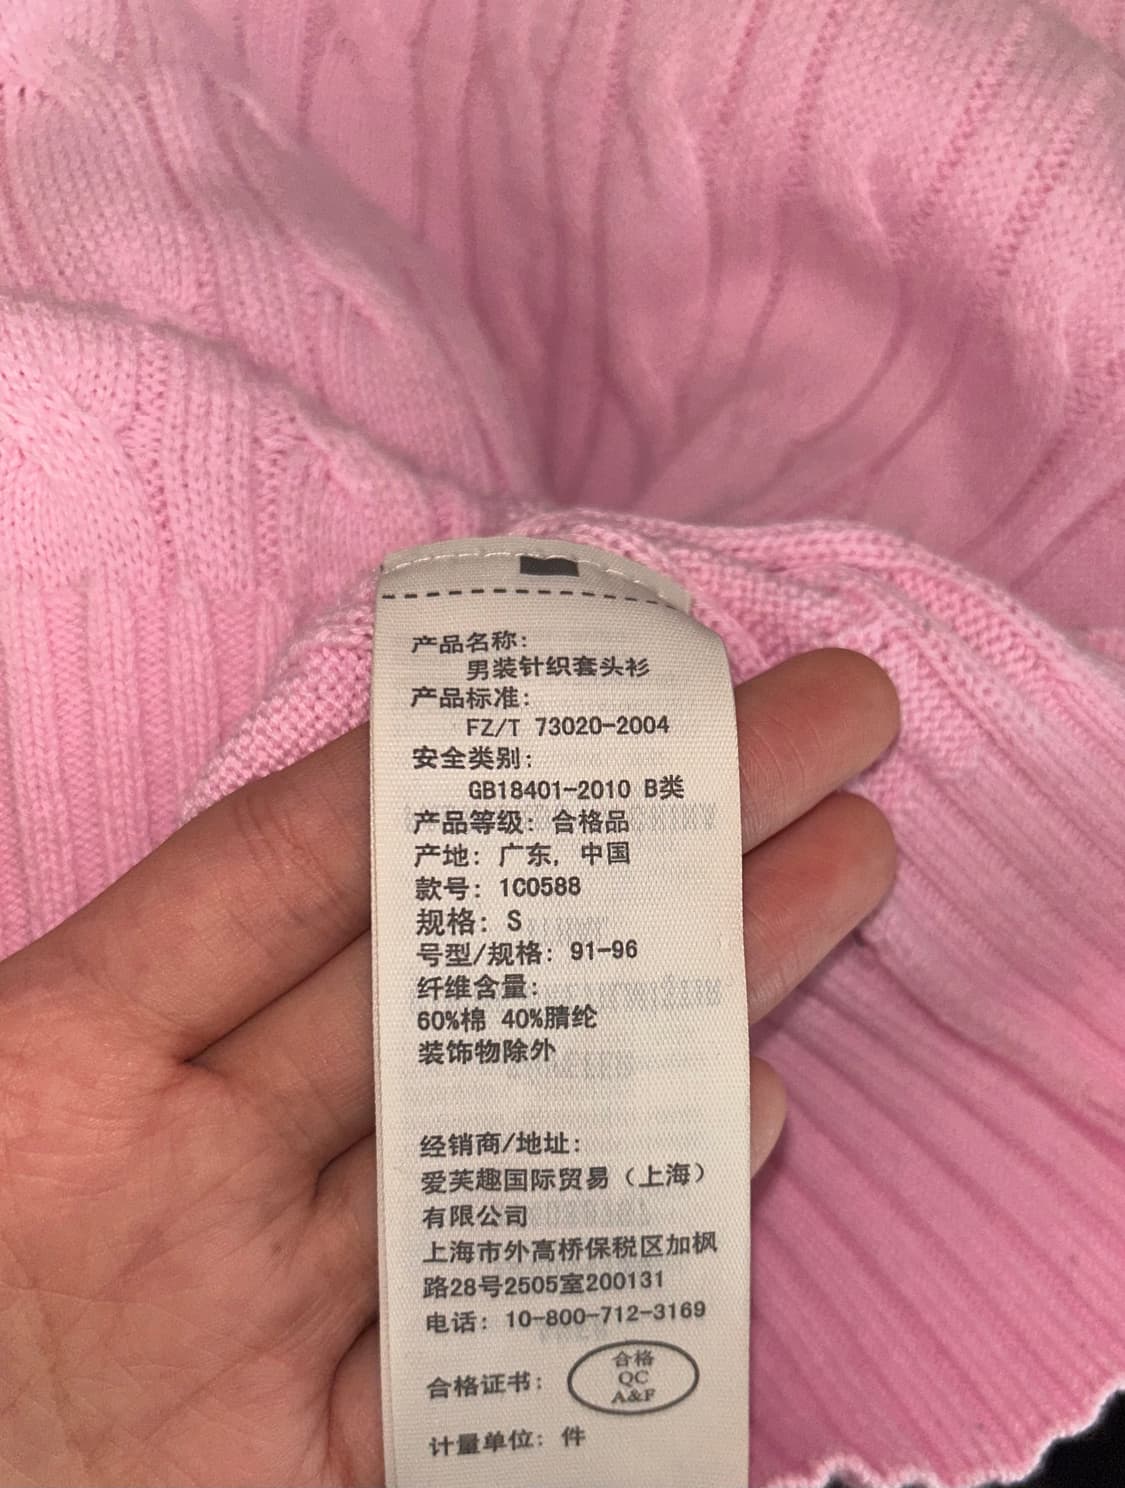 产品名称:
男装针织套头衫
产品标准:
FZ/T 73020-2004
安全类别:
GB18401-2010 B类
产品等级: 合格品
产地: 广东, 中国
款号: 1C0588
规格: S
号型/规格: 91-96
纤维含量:
60%棉 40%腈纶
装饰物除外
经销商/地址:
爱芙趣国际贸易（上海）
有限公司
上海市外高桥保税区加枫
路28号2505室200131
电话: 10-800-712-3169
合格证书:
合格
QC
A&F
计量单位: 件